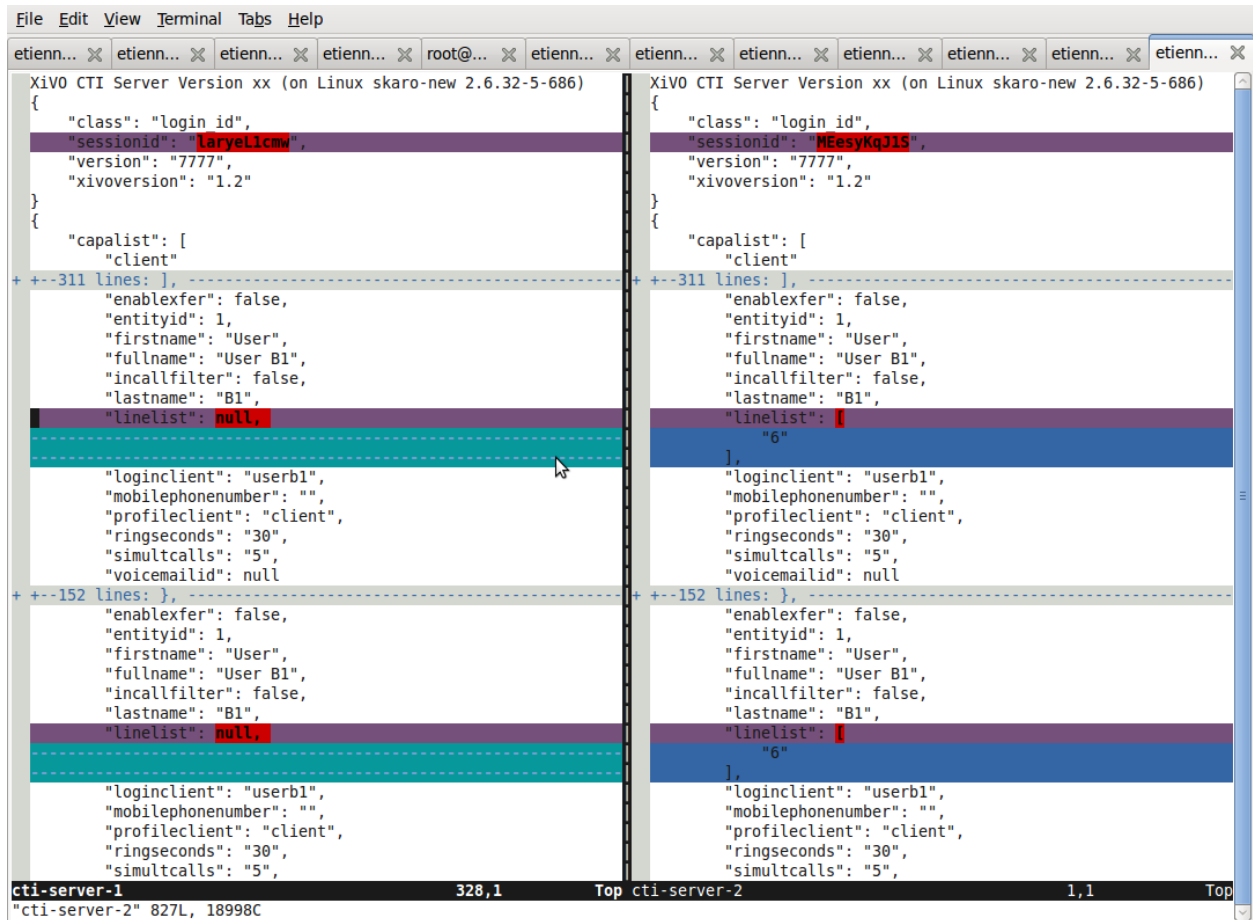 File Edit View Terminal Tabs Help
etienn... etienn... etienn... etienn... root@... etienn... etienn... etienn... etienn... etienn... etienn... etienn...
XiVO CTI Server Version xx (on Linux skaro-new 2.6.32-5-686)
{
"class": "login_id",
"sessionid": "laryeL1cmw",
"version": "7777",
"xivoversion": "1.2"
}
{
"capalist": [
"client"
+ +--311 lines: ], ----------------------------------------------
"enablexfer": false,
"entityid": 1,
"firstname": "User",
"fullname": "User B1",
"incallfilter": false,
"lastname": "B1",
"linelist": null,
"loginclient": "userb1",
"mobilephonenumber": "",
"profileclient": "client",
"ringseconds": "30",
"simultcalls": "5",
"voicemailid": null
+ +--152 lines: }, ----------------------------------------------
"enablexfer": false,
"entityid": 1,
"firstname": "User",
"fullname": "User B1",
"incallfilter": false,
"lastname": "B1",
"linelist": null,
"loginclient": "userb1",
"mobilephonenumber": "",
"profileclient": "client",
"ringseconds": "30",
"simultcalls": "5",
cti-server-1 328,1 Top
XiVO CTI Server Version xx (on Linux skaro-new 2.6.32-5-686)
{
"class": "login_id",
"sessionid": "MEesyKqJ1S",
"version": "7777",
"xivoversion": "1.2"
}
{
"capalist": [
"client"
+ +--311 lines: ], ----------------------------------------------
"enablexfer": false,
"entityid": 1,
"firstname": "User",
"fullname": "User B1",
"incallfilter": false,
"lastname": "B1",
"linelist": [
"6"
],
"loginclient": "userb1",
"mobilephonenumber": "",
"profileclient": "client",
"ringseconds": "30",
"simultcalls": "5",
"voicemailid": null
+ +--152 lines: }, ----------------------------------------------
"enablexfer": false,
"entityid": 1,
"firstname": "User",
"fullname": "User B1",
"incallfilter": false,
"lastname": "B1",
"linelist": [
"6"
],
"loginclient": "userb1",
"mobilephonenumber": "",
"profileclient": "client",
"ringseconds": "30",
"simultcalls": "5",
cti-server-2 1,1 Top
"cti-server-2" 827L, 18998C